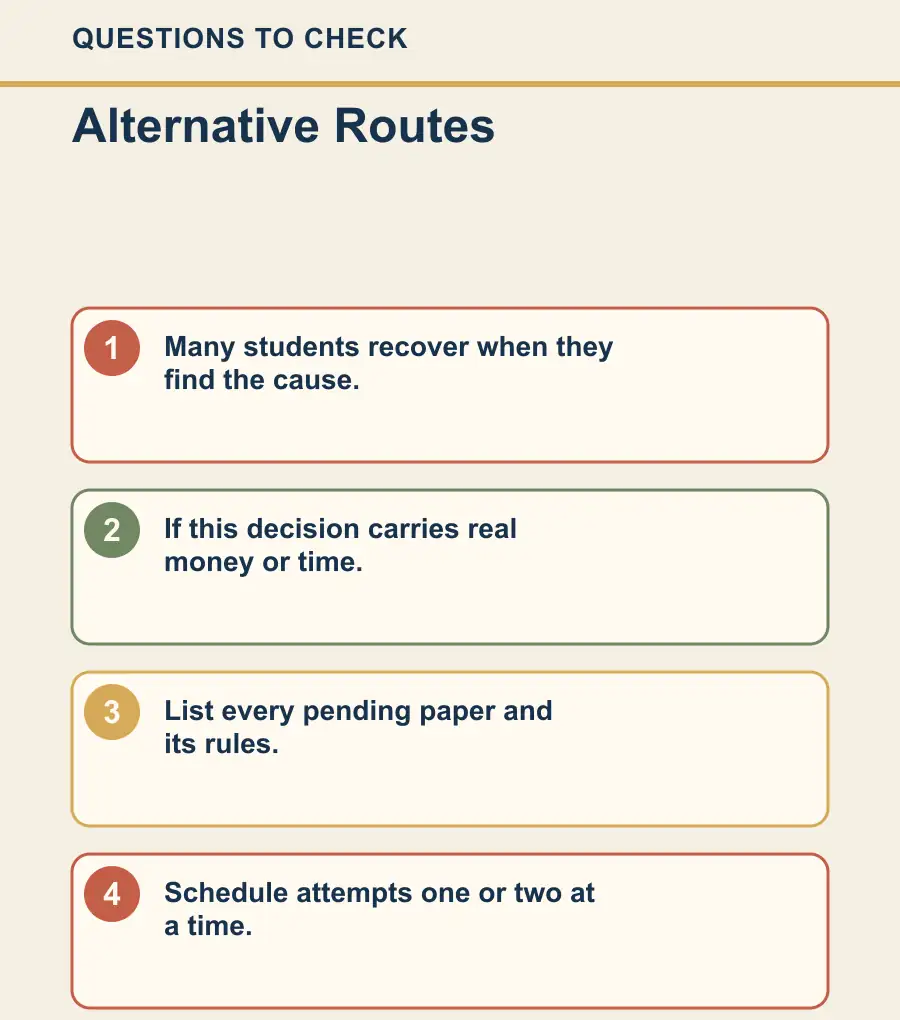 QUESTIONS TO CHECK
Alternative Routes
1
Many students recover when they
find the cause.
2
If this decision carries real
money or time.
3
List every pending paper and
its rules.
4
Schedule attempts one or two at
a time.